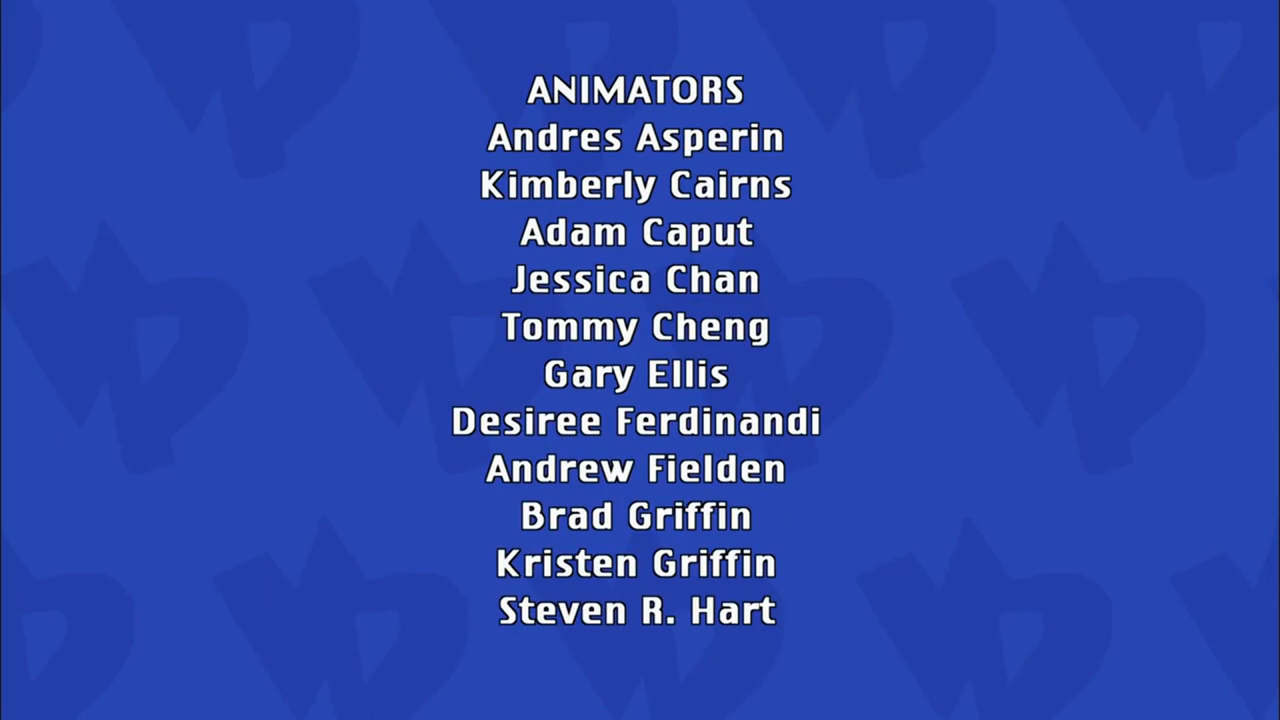 ANIMATORS
Andres Asperin
Kimberly Cairns
Adam Caput
Jessica Chan
Tommy Cheng
Gary Ellis
Desiree Ferdinandi
Andrew Fielden
Brad Griffin
Kristen Griffin
Steven R. Hart